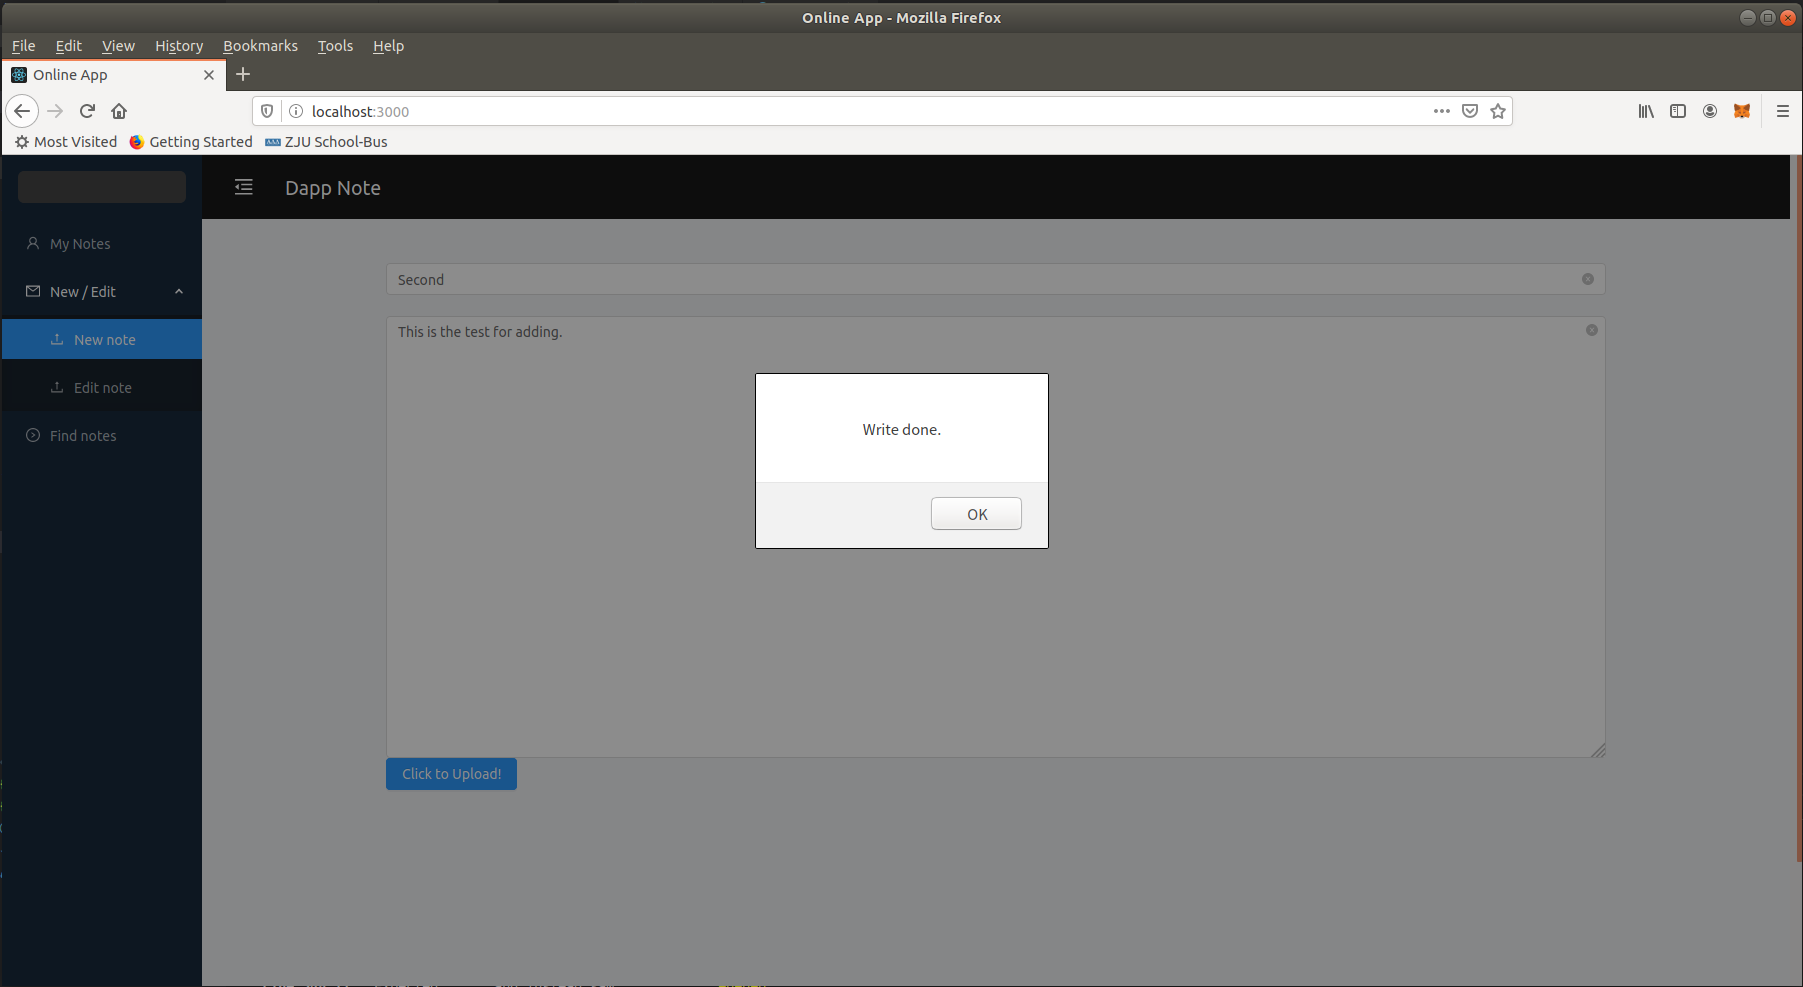 Online App - Mozilla Firefox
File Edit View History Bookmarks Tools Help
Online App
localhost:3000
Most Visited Getting Started ZJU School-Bus
Dapp Note
My Notes
New / Edit
New note
Edit note
Find notes
Second
This is the test for adding.
Write done.
OK
Click to Upload!